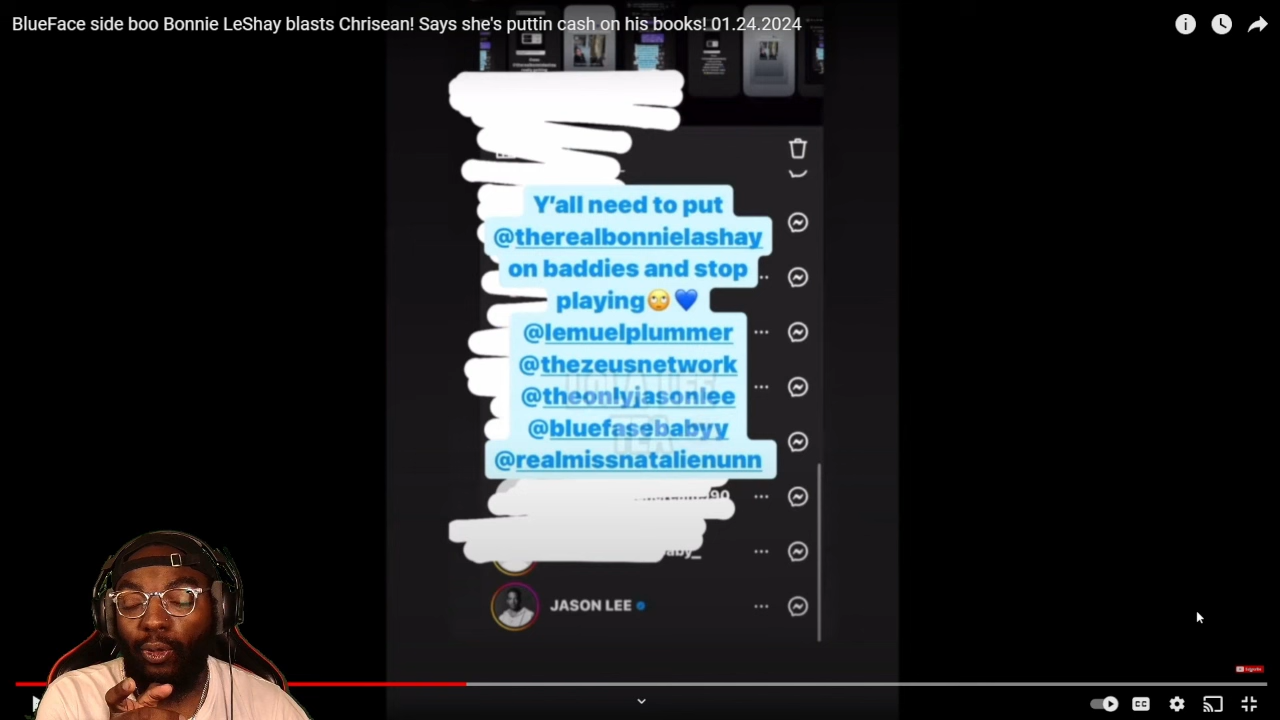 BlueFace side boo Bonnie LeShay blasts Chrisean! Says she's puttin cash on his books! 01.24.2024
Y'all need to put
@therealbonnielashay
on baddies and stop
playing🙄💙
@lemuelplummer
@thezeusnetwork
@theonlyjasonlee
@bluefasebabyy
@realmissnatalienunn
JASON LEE
CC